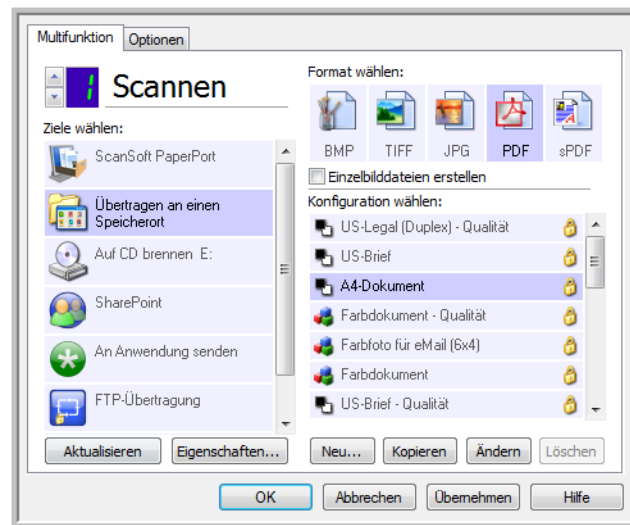 Multifunktion Optionen
1 Scannen
Ziele wählen:
ScanSoft PaperPort
Übertragen an einen
Speicherort
Auf CD brennen E:
SharePoint
An Anwendung senden
FTP-Übertragung
Aktualisieren Eigenschaften...
Format wählen:
BMP TIFF JPG PDF sPDF
Einzelbilddateien erstellen
Konfiguration wählen:
US-Legal (Duplex) - Qualität
US-Brief
A4-Dokument
Farbdokument - Qualität
Farbfoto für eMail (6x4)
Farbdokument
US-Brief - Qualität
Neu... Kopieren Ändern Löschen
OK Abbrechen Übernehmen Hilfe